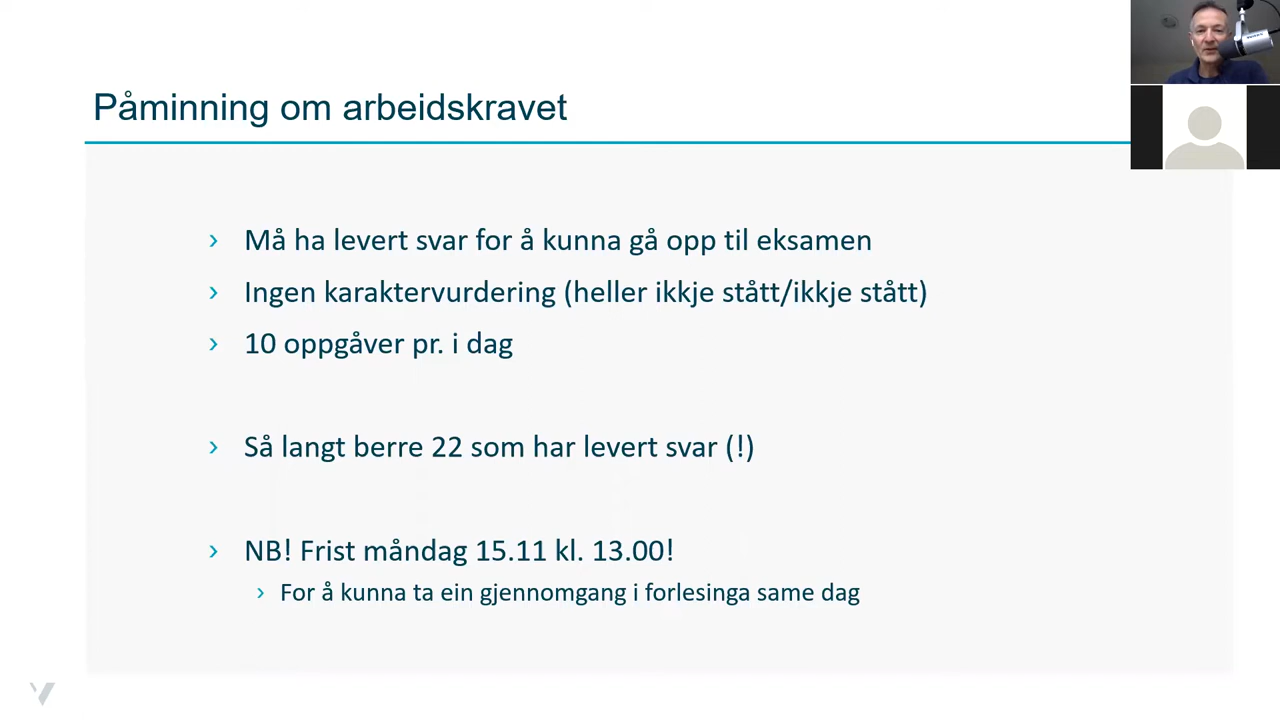 Påminning om arbeidskravet
› Må ha levert svar for å kunna gå opp til eksamen
› Ingen karaktervurdering (heller ikkje stått/ikkje stått)
› 10 oppgåver pr. i dag
› Så langt berre 22 som har levert svar (!)
› NB! Frist måndag 15.11 kl. 13.00!
› For å kunna ta ein gjennomgang i forlesinga same dag